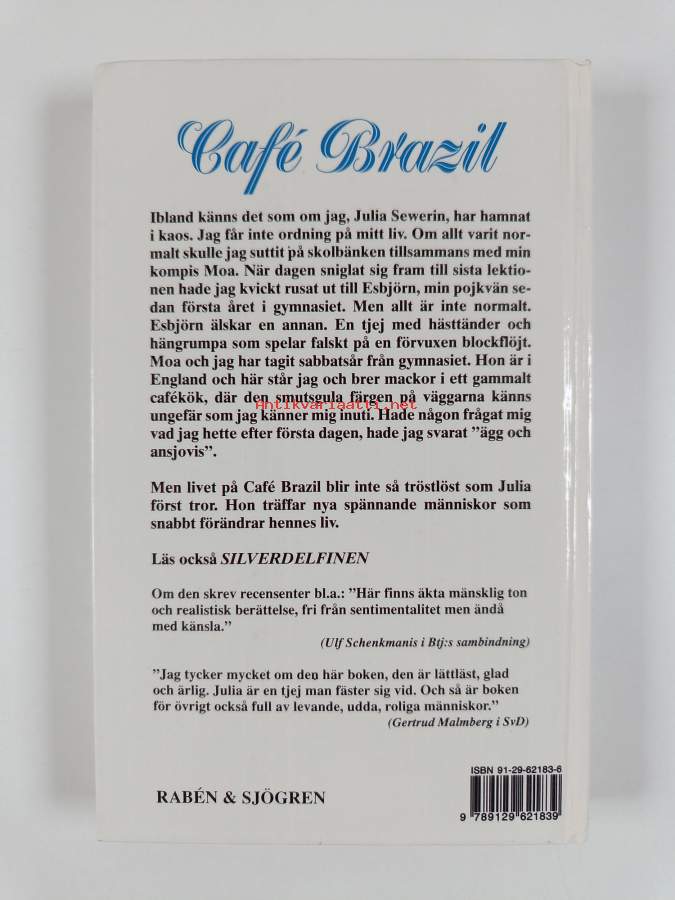 Café Brazil
Ibland känns det som om jag, Julia Sewerin, har hamnat
i kaos. Jag får inte ordning på mitt liv. Om allt varit nor-
malt skulle jag suttit på skolbänken tillsammans med min
kompis Moa. När dagen sniglat sig fram till sista lektio-
nen hade jag kvickt rusat ut till Esbjörn, min pojkvän se-
dan första året i gymnasiet. Men allt är inte normalt.
Esbjörn älskar en annan. En tjej med hästtänder och
hängrumpa som spelar falskt på en förvuxen blockflöjt.
Moa och jag har tagit sabbatsår från gymnasiet. Hon är i
England och här står jag och brer mackor i ett gammalt
cafékök, där den smutsgula färgen på väggarna känns
Antikvariaatti.net
ungefär som jag känner mig inuti. Hade någon frågat mig
vad jag hette efter första dagen, hade jag svarat ”ägg och
ansjovis”.
Men livet på Café Brazil blir inte så tröstlöst som Julia
först tror. Hon träffar nya spännande människor som
snabbt förändrar hennes liv.
Läs också SILVERDELFINEN
Om den skrev recensenter bl.a.: ”Här finns äkta mänsklig ton
och realistisk berättelse, fri från sentimentalitet men ändå
med känsla.”
(Ulf Schenkmanis i Btj:s sambindning)
”Jag tycker mycket om den här boken, den är lättläst, glad
och ärlig. Julia är en tjej man fäster sig vid. Och så är boken
för övrigt också full av levande, udda, roliga människor.”
(Gertrud Malmberg i SvD)
ISBN 91-29-62183-6
RABÉN & SJÖGREN
9 789129 621839